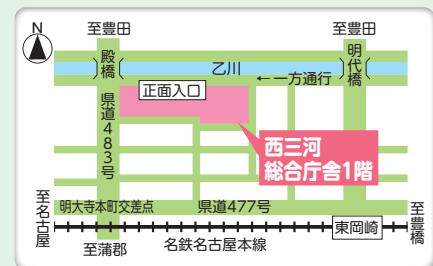 至豊田
至豊田
N
殿橋
乙川
明代橋
←一方通行
正面入口
県道483号
西三河
総合庁舎1階
至名古屋
明大寺本町交差点
県道477号
至豊橋
東岡崎
至蒲郡
名鉄名古屋本線